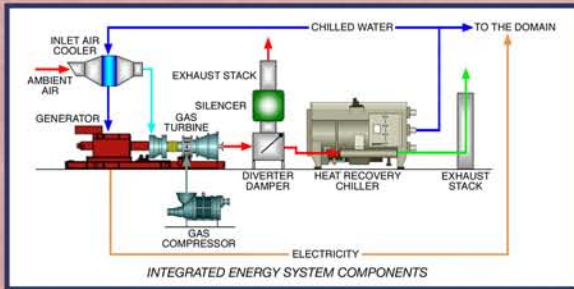 CHILLED WATER
TO THE DOMAIN
INLET AIR
COOLER
AMBIENT
AIR
EXHAUST STACK
SILENCER
GENERATOR
GAS
TURBINE
DIVERTER
DAMPER
HEAT RECOVERY
CHILLER
EXHAUST
STACK
GAS
COMPRESSOR
ELECTRICITY
INTEGRATED ENERGY SYSTEM COMPONENTS